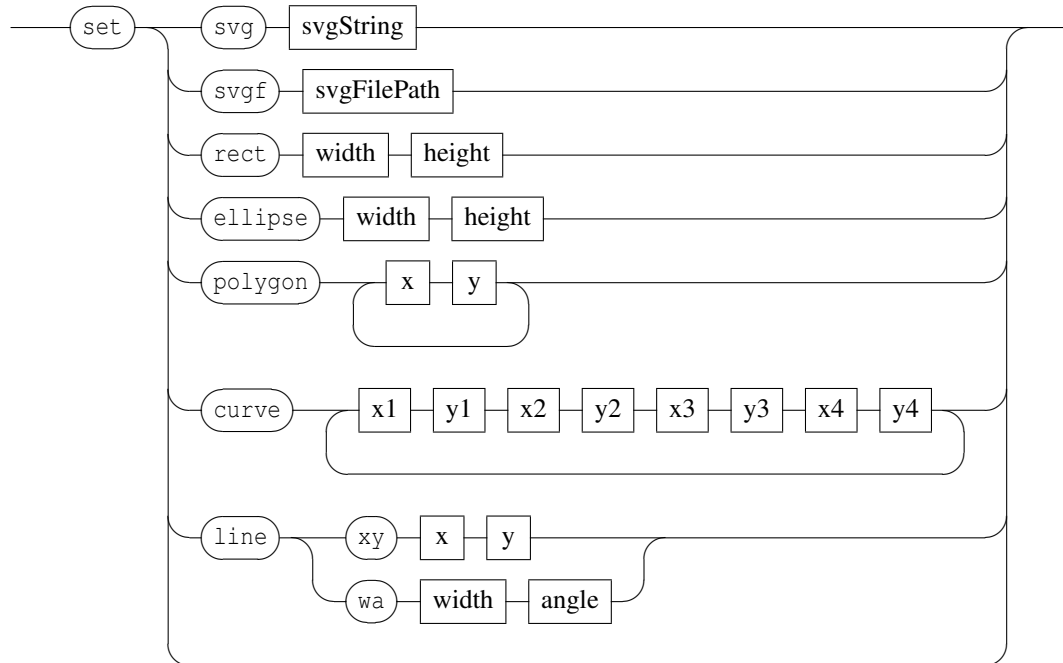 set svg svgString
svgf svgFilePath
rect width height
ellipse width height
polygon x y
curve x1 y1 x2 y2 x3 y3 x4 y4
line xy x y
wa width angle